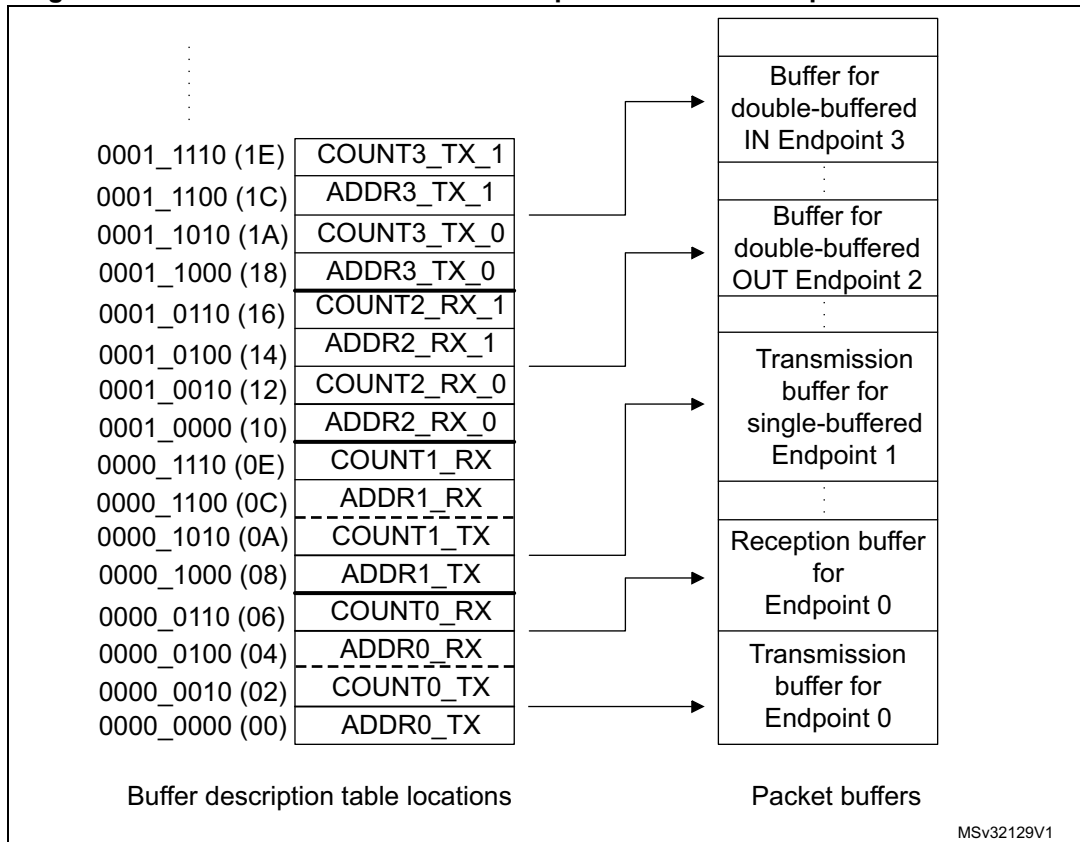 Buffer for
double-buffered
IN Endpoint 3
0001_1110 (1E) COUNT3_TX_1
0001_1100 (1C) ADDR3_TX_1
0001_1010 (1A) COUNT3_TX_0
0001_1000 (18) ADDR3_TX_0
0001_0110 (16) COUNT2_RX_1
0001_0100 (14) ADDR2_RX_1
0001_0010 (12) COUNT2_RX_0
0001_0000 (10) ADDR2_RX_0
0000_1110 (0E) COUNT1_RX
0000_1100 (0C) ADDR1_RX
0000_1010 (0A) COUNT1_TX
0000_1000 (08) ADDR1_TX
0000_0110 (06) COUNT0_RX
0000_0100 (04) ADDR0_RX
0000_0010 (02) COUNT0_TX
0000_0000 (00) ADDR0_TX
Buffer for
double-buffered
OUT Endpoint 2
Transmission
buffer for
single-buffered
Endpoint 1
Reception buffer
for
Endpoint 0
Transmission
buffer for
Endpoint 0
Buffer description table locations
Packet buffers
MSv32129V1